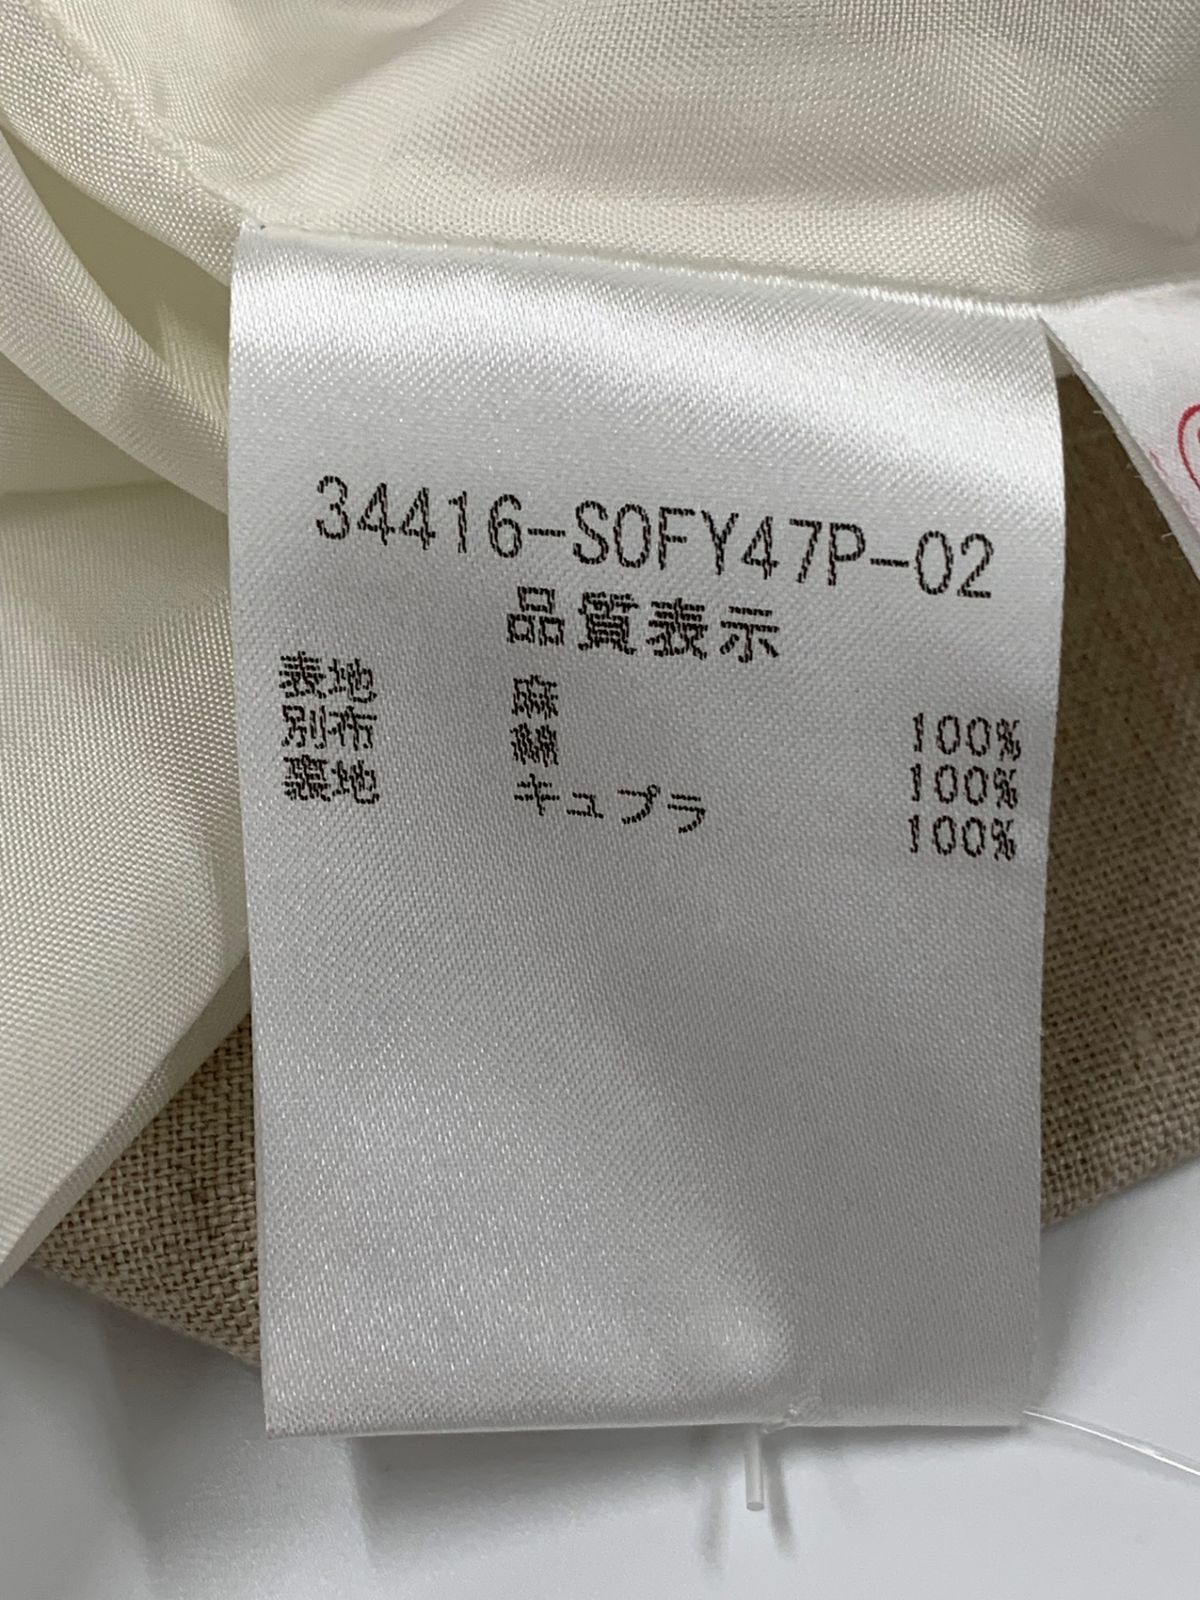 34416-SOFY47P-02
品質表示
表地 麻 100%
別布 綿 100%
裏地 キュプラ 100%